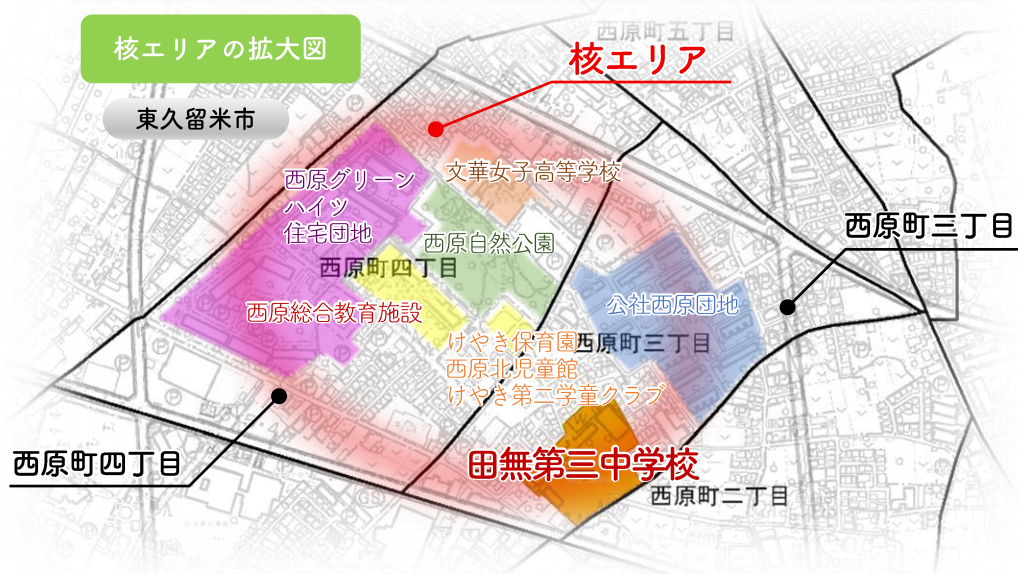 西原町五丁目
核エリアの拡大図
核エリア
東久留米市
文華女子高等学校
西原グリーン
ハイツ
住宅団地
西原町三丁目
西原自然公園
西原町四丁目
公社西原団地
西原総合教育施設
けやき保育園
西原町三丁目
西原北児童館
けやき第二学童クラブ
西原町四丁目
田無第三中学校
西原町二丁目